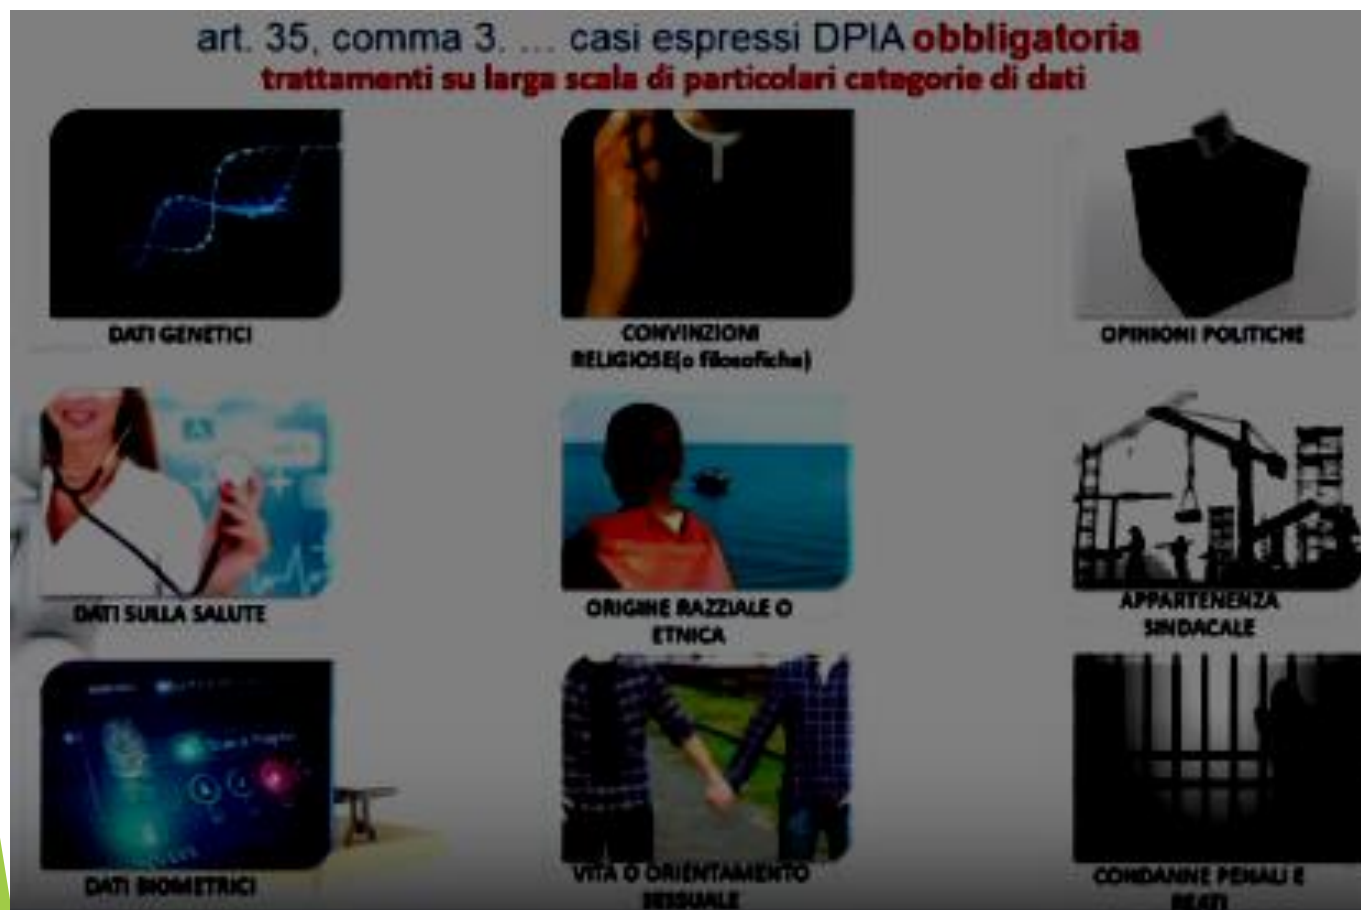 art. 35, comma 3. ... casi espressi DPIA obbligatoria
trattamenti su larga scala di particolari categorie di dati
DATI GENETICI
CONVINZIONI
RELIGIOSE(o filosofiche)
OPINIONI POLITICHE
DATI SULLA SALUTE
ORIGINE RAZZIALE O
ETNICA
APPARTENENZA
SINDACALE
DATI BIOMETRICI
VITA O ORIENTAMENTO
SESSUALE
CONDANNE PENALI E
REATI